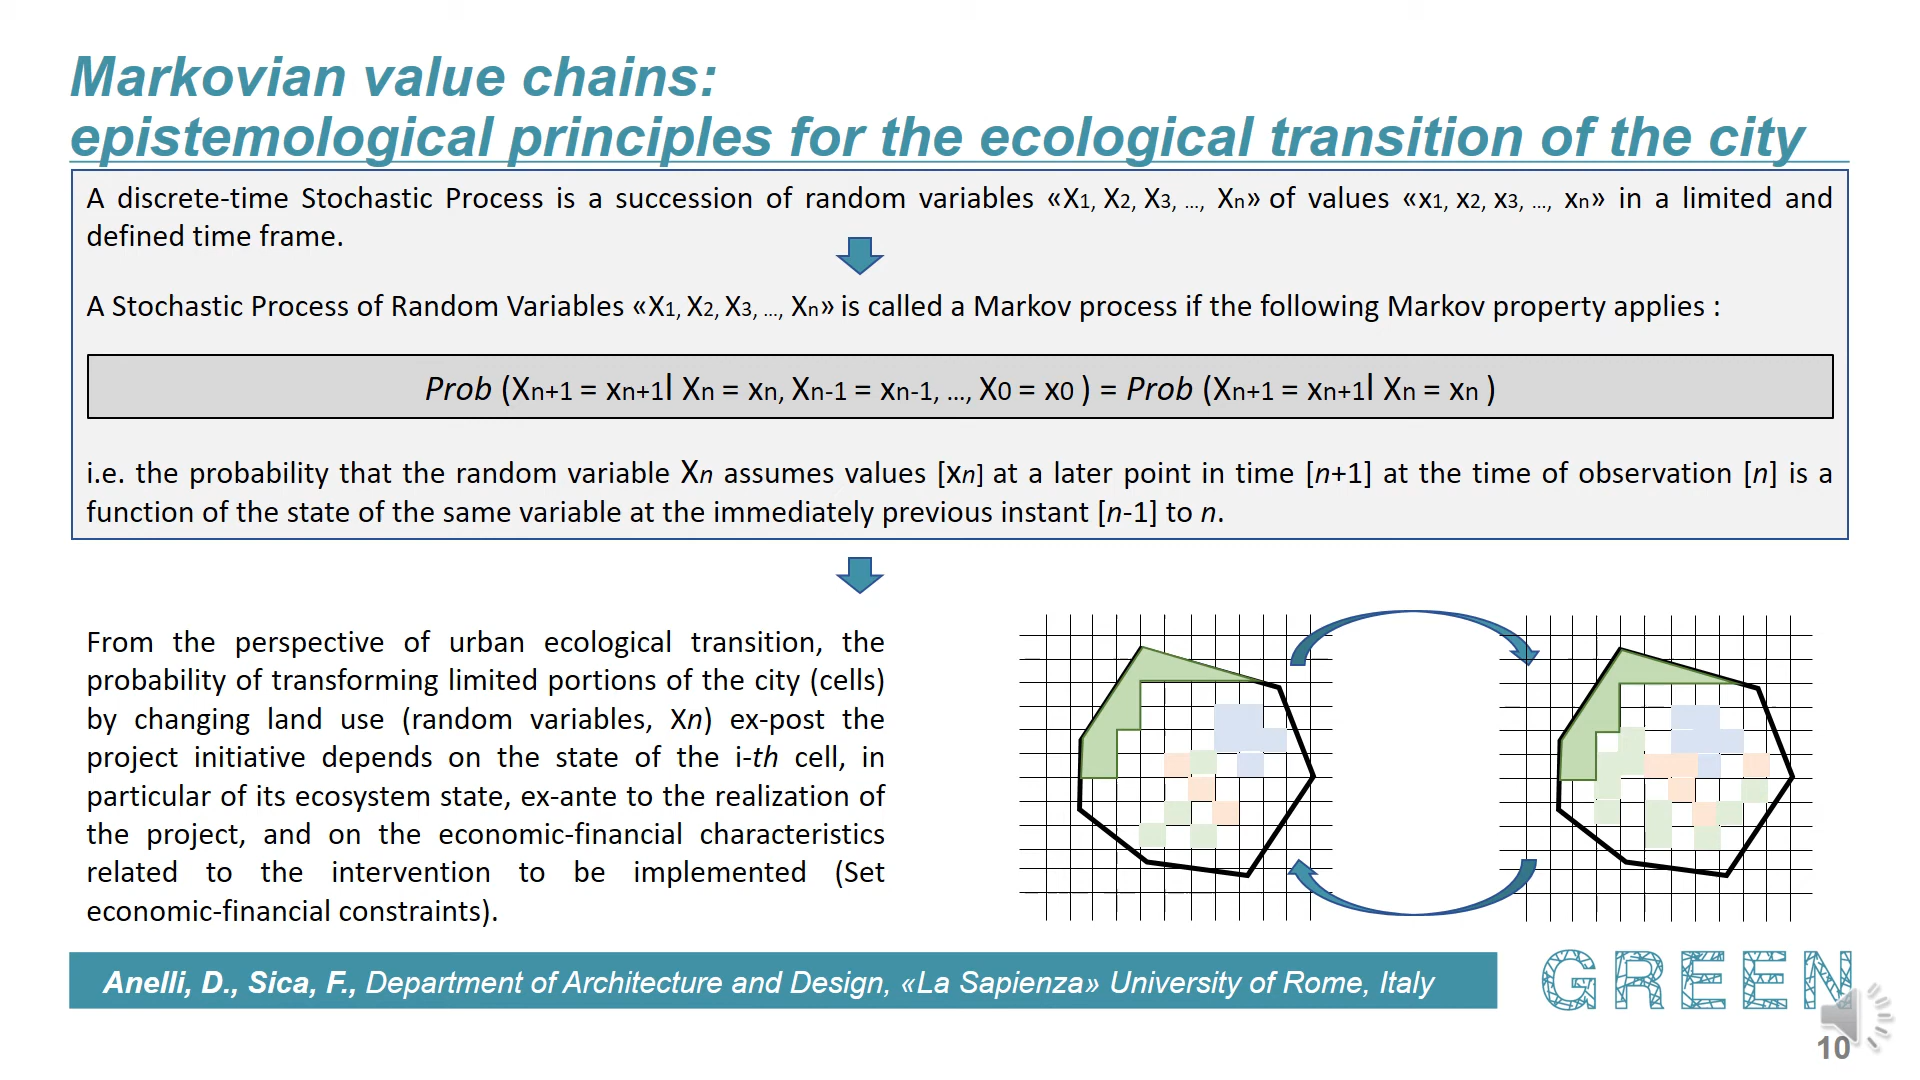 Markovian value chains:
epistemological principles for the ecological transition of the city
A discrete-time Stochastic Process is a succession of random variables «X1, X2, X3, ..., Xn» of values «x1, x2, x3, ..., xn» in a limited and
defined time frame.
A Stochastic Process of Random Variables «X1, X2, X3, ..., Xn» is called a Markov process if the following Markov property applies :
Prob (Xn+1 = xn+1| Xn = xn, Xn-1 = xn-1, ..., X0 = x0 ) = Prob (Xn+1 = xn+1| Xn = xn )
i.e. the probability that the random variable Xn assumes values [xn] at a later point in time [n+1] at the time of observation [n] is a
function of the state of the same variable at the immediately previous instant [n-1] to n.
From the perspective of urban ecological transition, the
probability of transforming limited portions of the city (cells)
by changing land use (random variables, Xn) ex-post the
project initiative depends on the state of the i-th cell, in
particular of its ecosystem state, ex-ante to the realization of
the project, and on the economic-financial characteristics
related to the intervention to be implemented (Set
economic-financial constraints).
Anelli, D., Sica, F., Department of Architecture and Design, «La Sapienza» University of Rome, Italy
GREEN
10